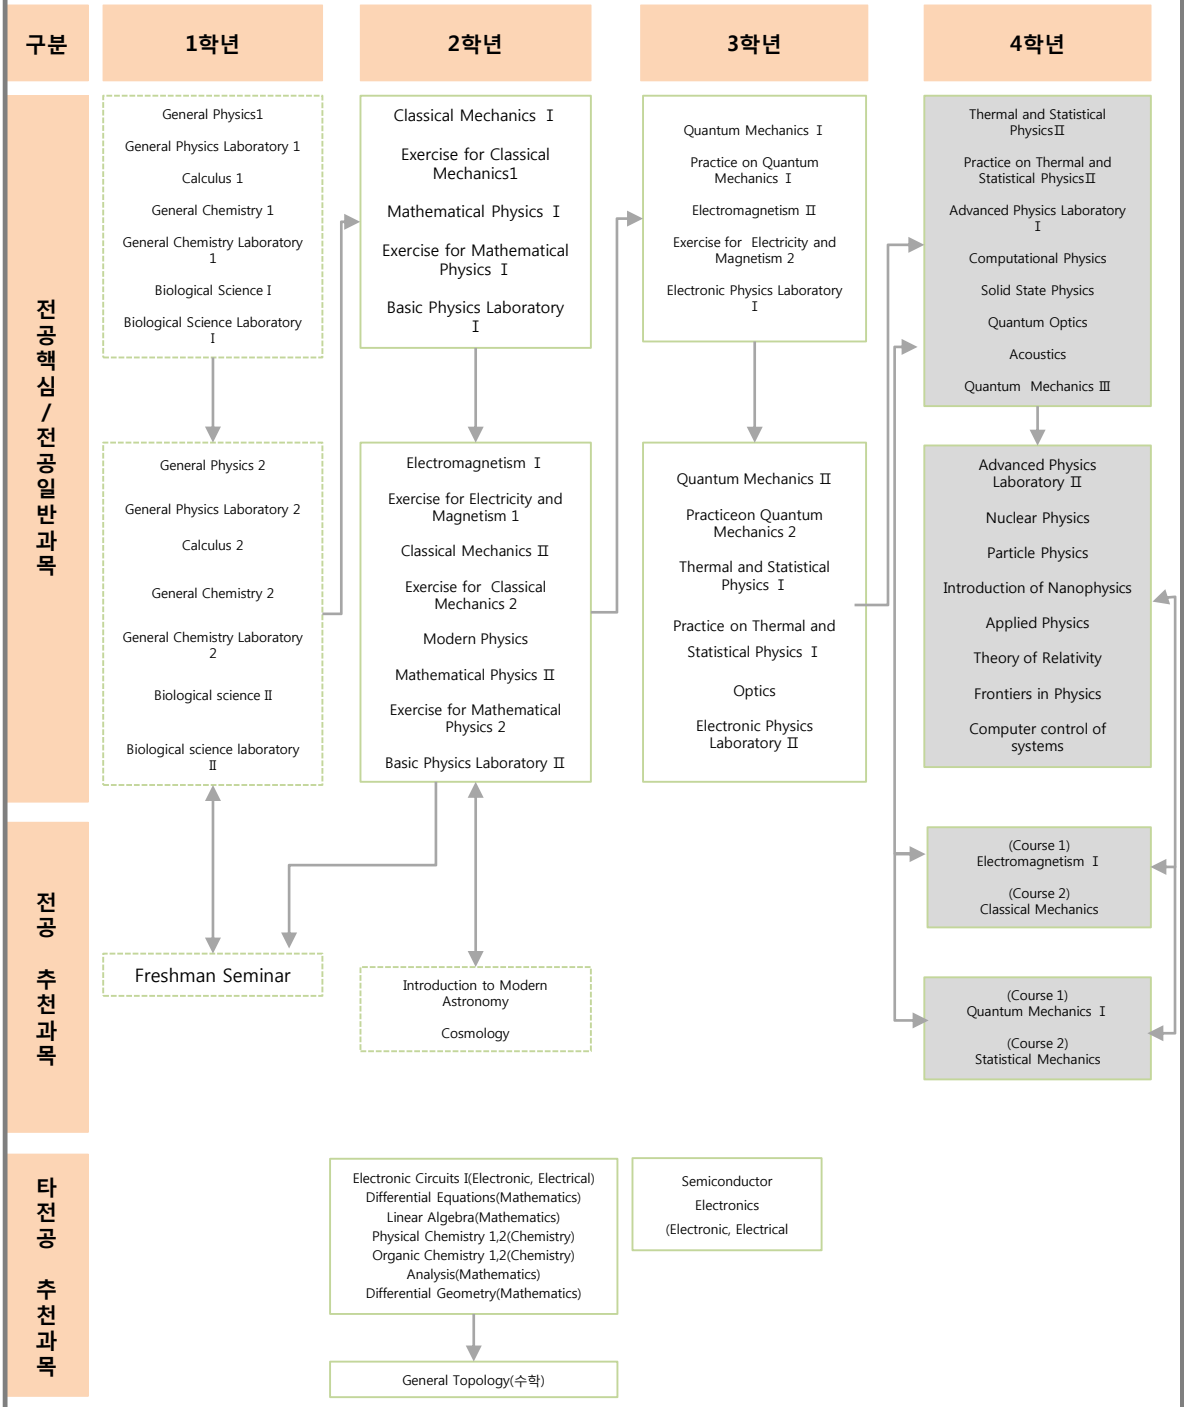 구분
1학년
2학년
3학년
4학년
전공핵심/전공일반과목
General Physics1
General Physics Laboratory 1
Calculus 1
General Chemistry 1
General Chemistry Laboratory
1
Biological Science Ⅰ
Biological Science Laboratory
Ⅰ
General Physics 2
General Physics Laboratory 2
Calculus 2
General Chemistry 2
General Chemistry Laboratory
2
Biological science Ⅱ
Biological science laboratory
Ⅱ
Classical Mechanics Ⅰ
Exercise for Classical
Mechanics1
Mathematical Physics Ⅰ
Exercise for Mathematical
Physics Ⅰ
Basic Physics Laboratory
Ⅰ
Electromagnetism Ⅰ
Exercise for Electricity and
Magnetism 1
Classical Mechanics Ⅱ
Exercise for Classical
Mechanics 2
Modern Physics
Mathematical Physics Ⅱ
Exercise for Mathematical
Physics 2
Basic Physics Laboratory Ⅱ
Quantum Mechanics Ⅰ
Practice on Quantum
Mechanics Ⅰ
Electromagnetism Ⅱ
Exercise for Electricity and
Magnetism 2
Electronic Physics Laboratory
Ⅰ
Quantum Mechanics Ⅱ
Practiceon Quantum
Mechanics 2
Thermal and Statistical
Physics Ⅰ
Practice on Thermal and
Statistical Physics Ⅰ
Optics
Electronic Physics
Laboratory Ⅱ
Thermal and Statistical
PhysicsⅡ
Practice on Thermal and
Statistical PhysicsⅡ
Advanced Physics Laboratory
Ⅰ
Computational Physics
Solid State Physics
Quantum Optics
Acoustics
Quantum Mechanics Ⅲ
Advanced Physics
Laboratory Ⅱ
Nuclear Physics
Particle Physics
Introduction of Nanophysics
Applied Physics
Theory of Relativity
Frontiers in Physics
Computer control of
systems
전공 추천과목
Freshman Seminar
Introduction to Modern
Astronomy
Cosmology
(Course 1)
Electromagnetism Ⅰ
(Course 2)
Classical Mechanics
(Course 1)
Quantum Mechanics Ⅰ
(Course 2)
Statistical Mechanics
타전공 추천과목
Electronic Circuits Ⅰ(Electronic, Electrical)
Differential Equations(Mathematics)
Linear Algebra(Mathematics)
Physical Chemistry 1,2(Chemistry)
Organic Chemistry 1,2(Chemistry)
Analysis(Mathematics)
Differential Geometry(Mathematics)
General Topology(수학)
Semiconductor
Electronics
(Electronic, Electrical